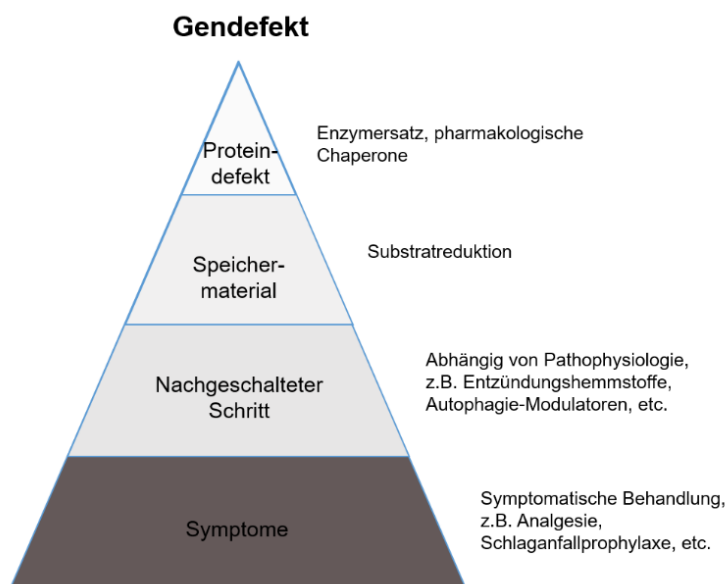 Gendefekt
Protein-
defekt
Enzymersatz, pharmakologische
Chaperone
Speicher-
material
Substratreduktion
Nachgeschalteter
Schritt
Abhängig von Pathophysiologie,
z.B. Entzündungshemmstoffe,
Autophagie-Modulatoren, etc.
Symptome
Symptomatische Behandlung,
z.B. Analgesie,
Schlaganfallprophylaxe, etc.